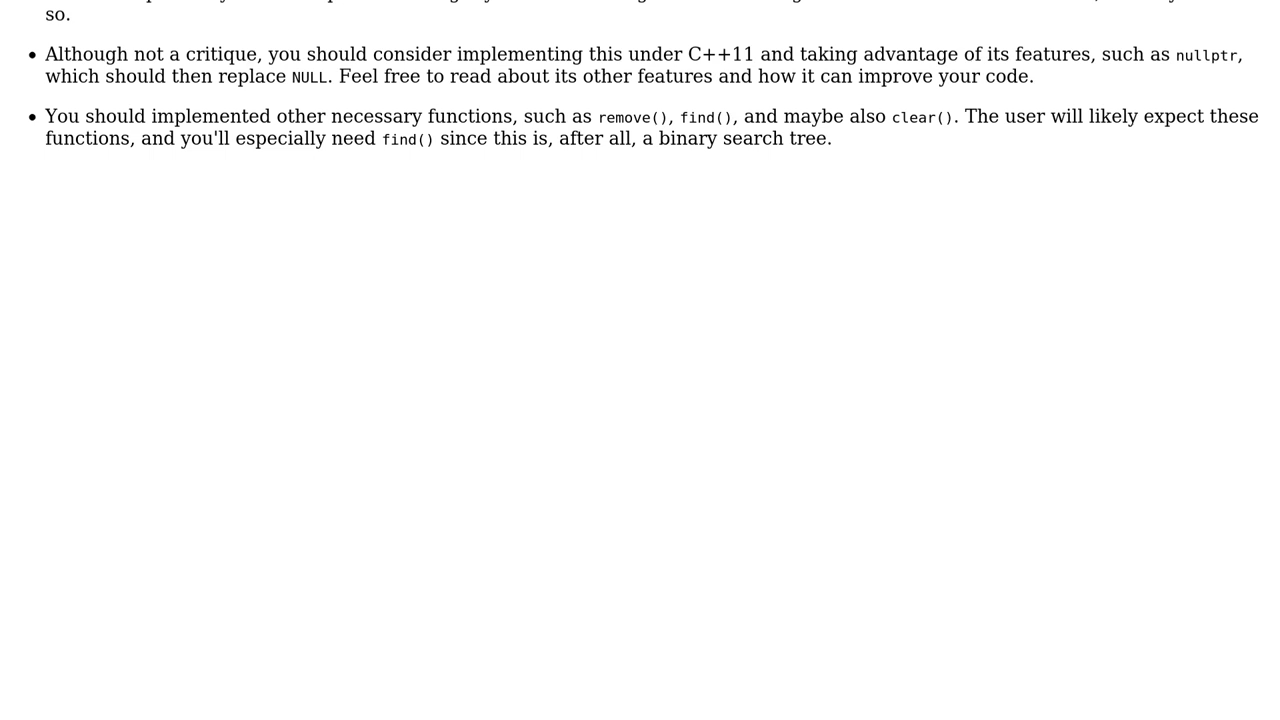 so.
• Although not a critique, you should consider implementing this under C++11 and taking advantage of its features, such as nullptr,
which should then replace NULL. Feel free to read about its other features and how it can improve your code.
• You should implemented other necessary functions, such as remove(), find(), and maybe also clear(). The user will likely expect these
functions, and you'll especially need find() since this is, after all, a binary search tree.